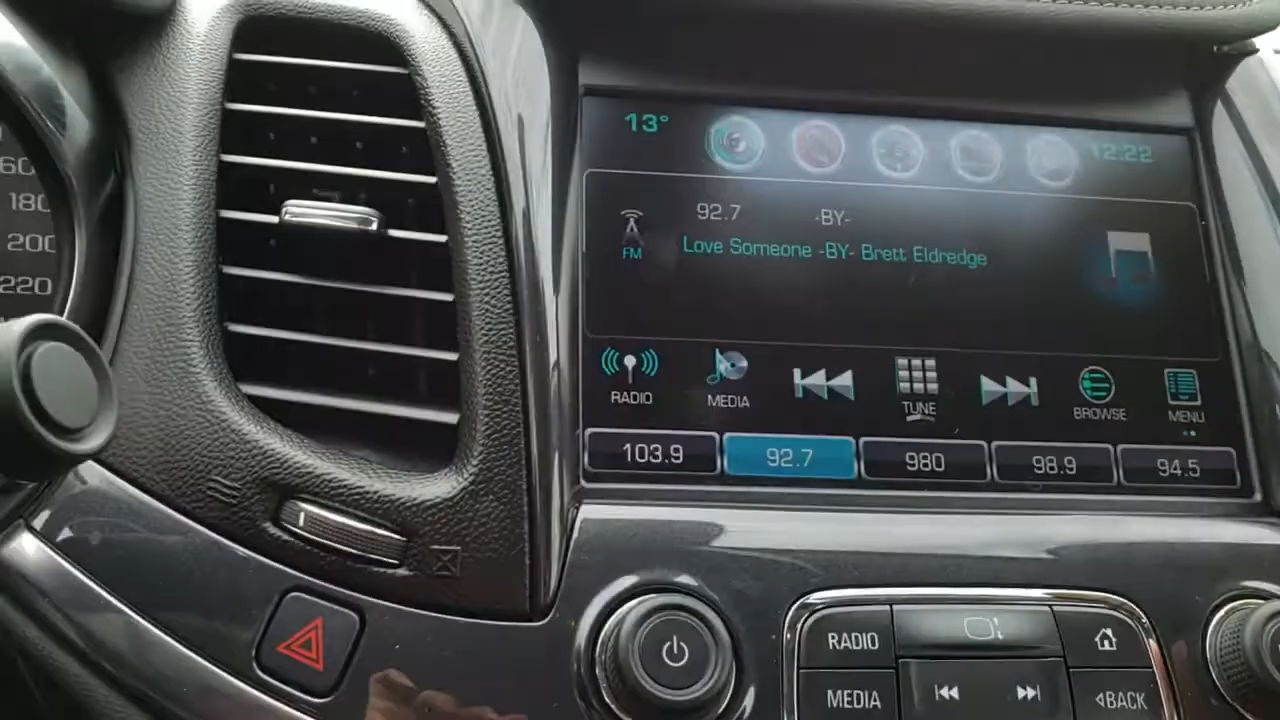 60
180
200
220
13°
12:22
92.7 -BY-
FM
Love Someone -BY- Brett Eldredge
RADIO
MEDIA
TUNE
BROWSE
MENU
103.9
92.7
980
98.9
94.5
RADIO
MEDIA
BACK